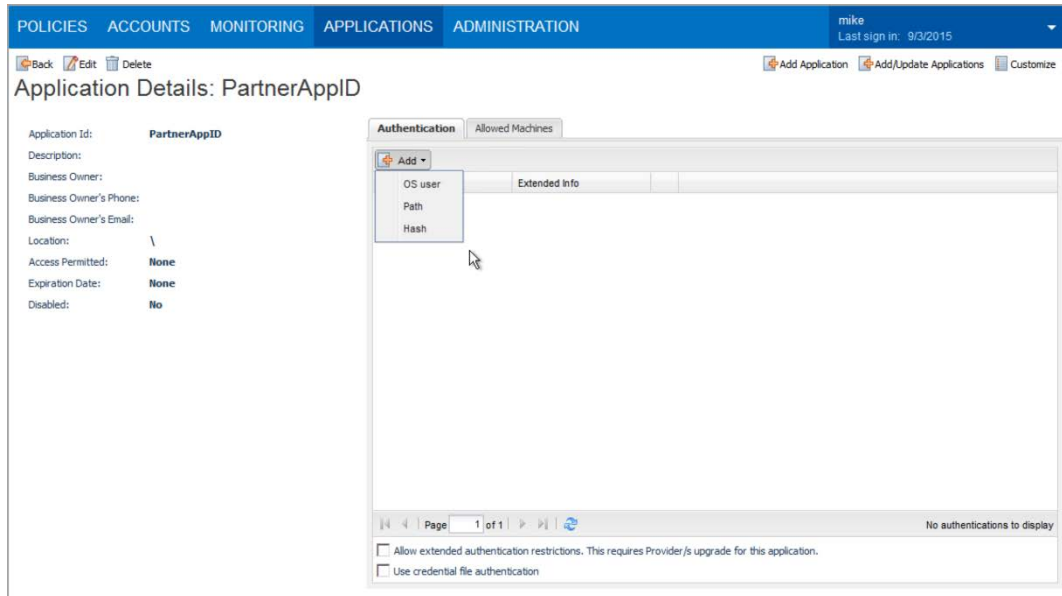 POLICIES ACCOUNTS MONITORING APPLICATIONS ADMINISTRATION mike
Last sign in: 9/3/2015
Back Edit Delete Add Application Add/Update Applications Customize
Application Details: PartnerAppID
Authentication Allowed Machines
Application Id: PartnerAppID
Description:
Business Owner:
Business Owner's Phone:
Business Owner's Email:
Location: \
Access Permitted: None
Expiration Date: None
Disabled: No
Add
OS user
Path
Hash
Extended Info
Page 1 of 1 No authentications to display
Allow extended authentication restrictions. This requires Provider/s upgrade for this application.
Use credential file authentication